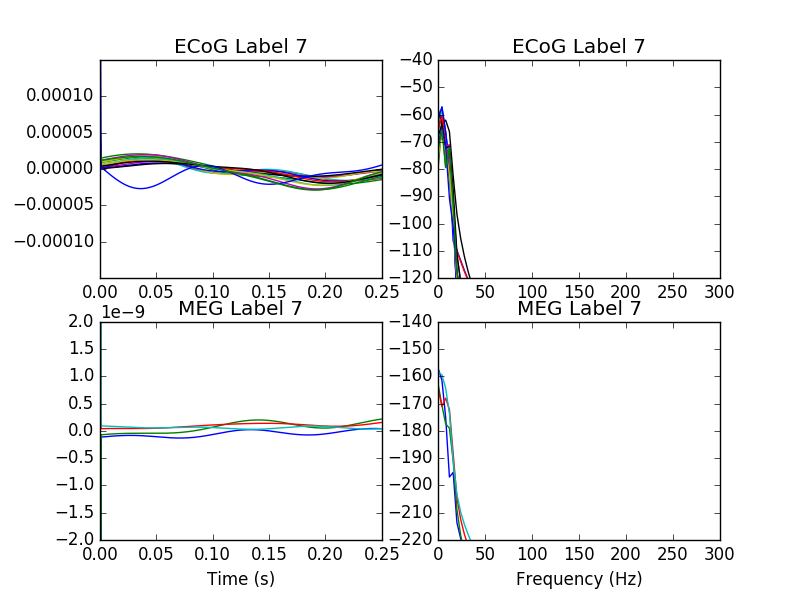 ECoG Label 7
ECoG Label 7
0.00010
0.00005
0.00000
−0.00005
−0.00010
0.00 0.05 0.10 0.15 0.20 0.25
−40
−50
−60
−70
−80
−90
−100
−110
−120
0 50 100 150 200 250 300
1e−9
MEG Label 7
MEG Label 7
2.0
1.5
1.0
0.5
0.0
−0.5
−1.0
−1.5
−2.0
0.00 0.05 0.10 0.15 0.20 0.25
Time (s)
−140
−150
−160
−170
−180
−190
−200
−210
−220
0 50 100 150 200 250 300
Frequency (Hz)